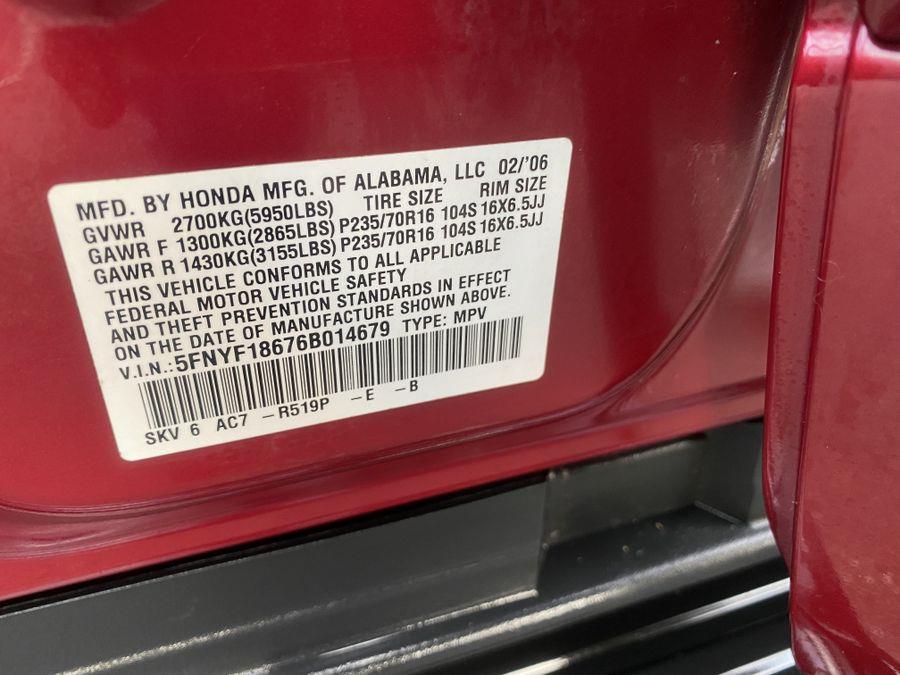 MFD. BY HONDA MFG. OF ALABAMA, LLC 02/'06
GVWR 2700KG(5950LBS) TIRE SIZE RIM SIZE
GAWR F 1300KG(2865LBS) P235/70R16 104S 16X6.5JJ
GAWR R 1430KG(3155LBS) P235/70R16 104S 16X6.5JJ
THIS VEHICLE CONFORMS TO ALL APPLICABLE
FEDERAL MOTOR VEHICLE SAFETY
AND THEFT PREVENTION STANDARDS IN EFFECT
ON THE DATE OF MANUFACTURE SHOWN ABOVE.
V.I.N.:5FNYF18676B014679 TYPE: MPV
SKV 6 AC7 -R519P -E -B